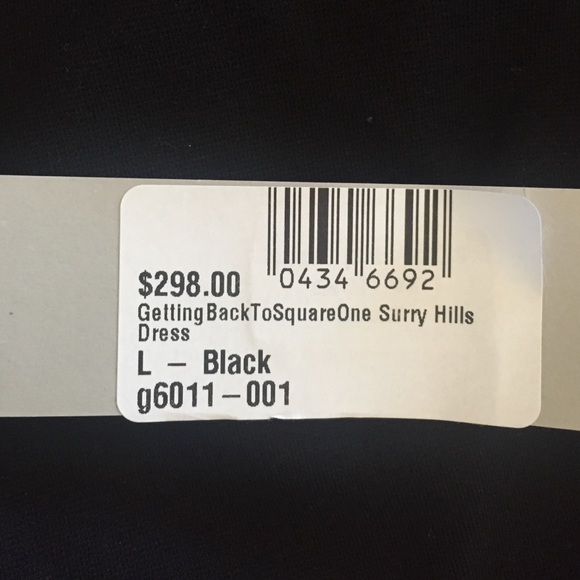 0434 6692
$298.00
GettingBackToSquareOne Surry Hills
Dress
L – Black
g6011–001